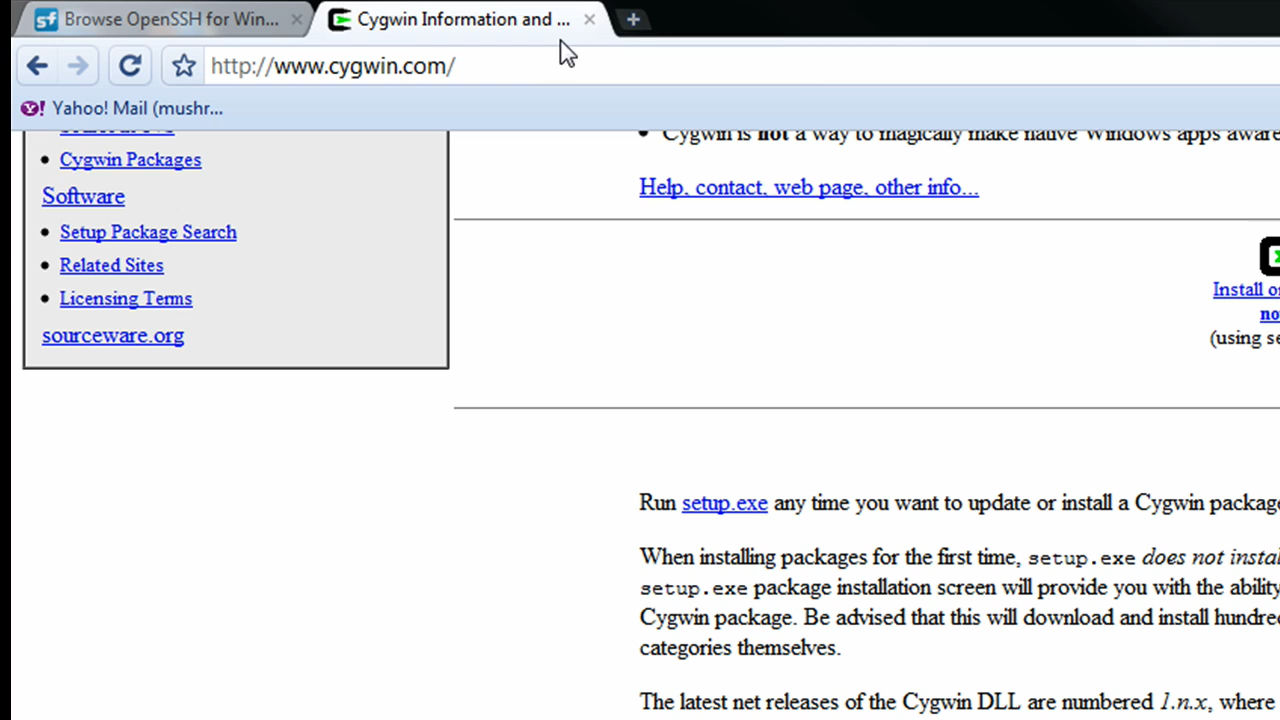 Browse OpenSSH for Win...
Cygwin Information and ...
http://www.cygwin.com/
Yahoo! Mail (mushr...
Cygwin Packages
Software
Setup Package Search
Related Sites
Licensing Terms
sourceware.org
Cygwin is not a way to magically make native Windows apps aware
Help, contact, web page, other info...
Install o
no
(using se
Run setup.exe any time you want to update or install a Cygwin package
When installing packages for the first time, setup.exe does not instal
setup.exe package installation screen will provide you with the ability
Cygwin package. Be advised that this will download and install hundre
categories themselves.
The latest net releases of the Cygwin DLL are numbered 1.n.x, where